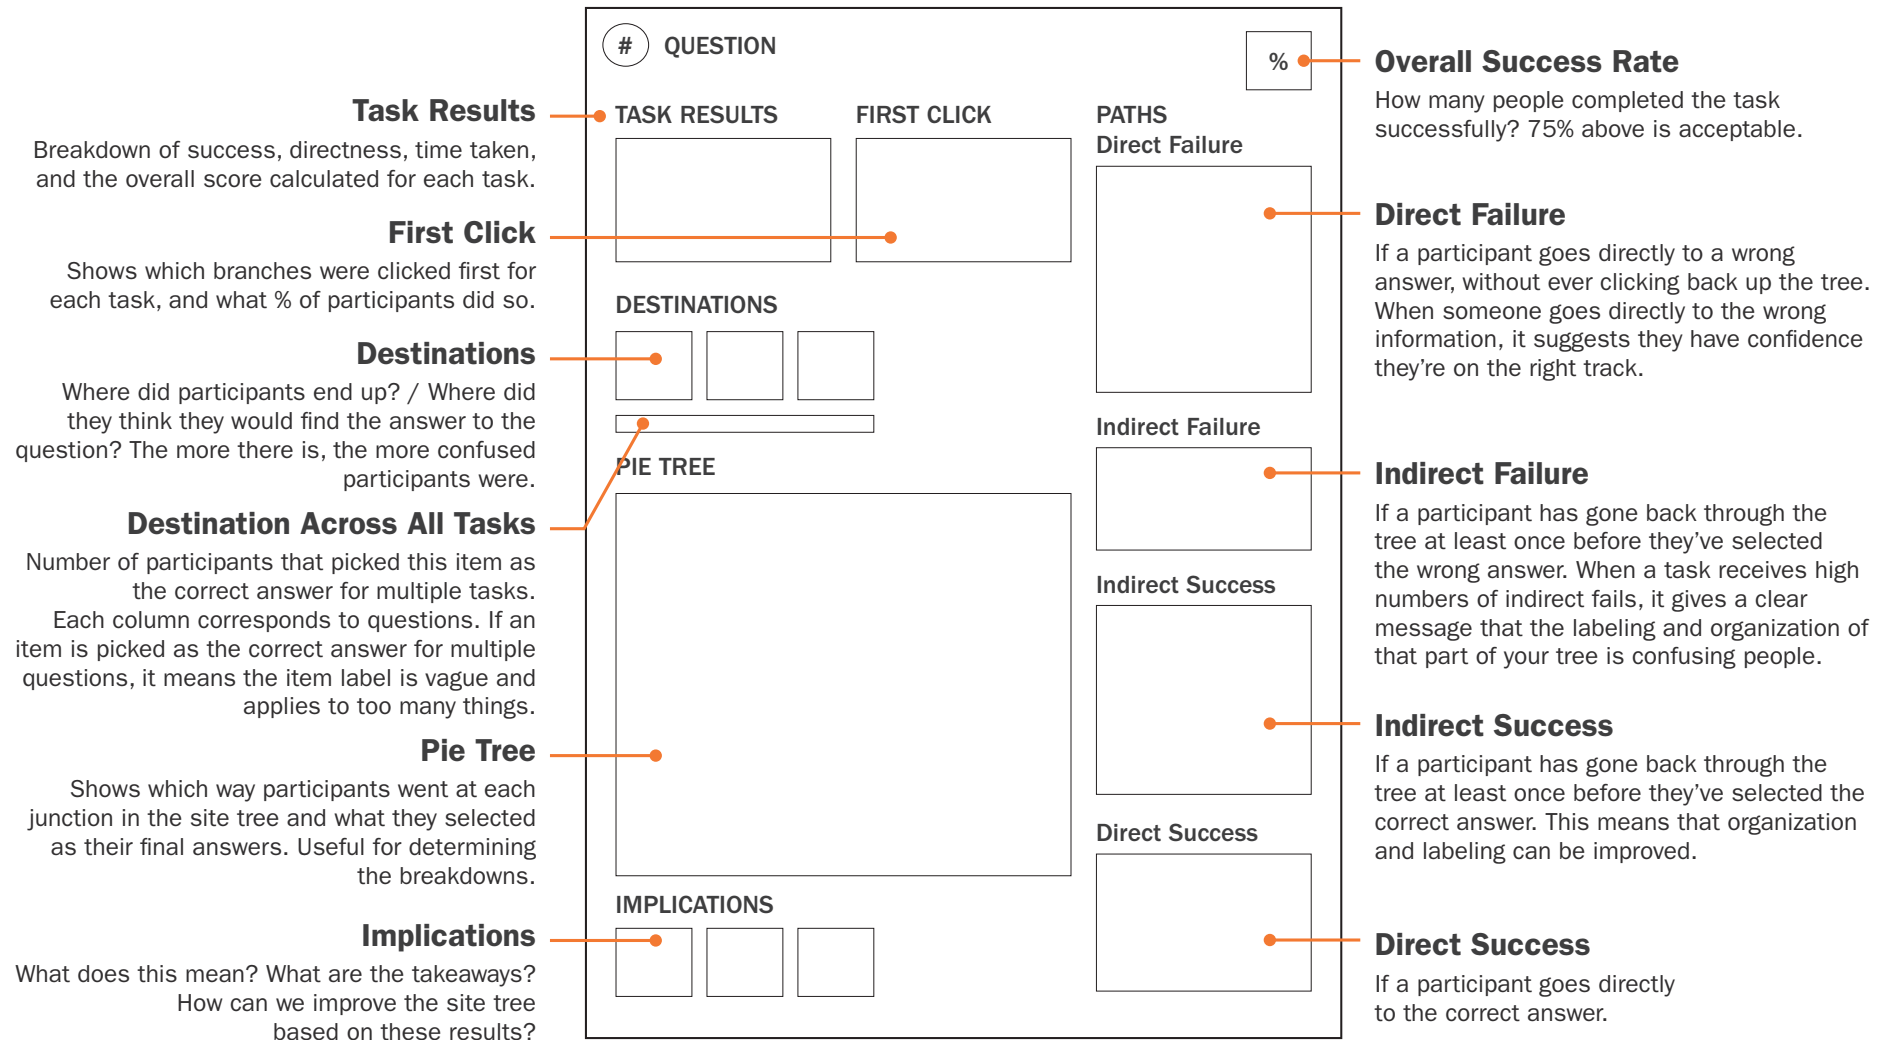 Task Results
Breakdown of success, directness, time taken,
and the overall score calculated for each task.
First Click
Shows which branches were clicked first for
each task, and what % of participants did so.
Destinations
Where did participants end up? / Where did
they think they would find the answer to the
question? The more there is, the more confused
participants were.
Destination Across All Tasks
Number of participants that picked this item as
the correct answer for multiple tasks.
Each column corresponds to questions. If an
item is picked as the correct answer for multiple
questions, it means the item label is vague and
applies to too many things.
Pie Tree
Shows which way participants went at each
junction in the site tree and what they selected
as their final answers. Useful for determining
the breakdowns.
Implications
What does this mean? What are the takeaways?
How can we improve the site tree
based on these results?
# QUESTION
%
TASK RESULTS
FIRST CLICK
DESTINATIONS
PIE TREE
IMPLICATIONS
PATHS
Direct Failure
Indirect Failure
Indirect Success
Direct Success
Overall Success Rate
How many people completed the task
successfully? 75% above is acceptable.
Direct Failure
If a participant goes directly to a wrong
answer, without ever clicking back up the tree.
When someone goes directly to the wrong
information, it suggests they have confidence
they’re on the right track.
Indirect Failure
If a participant has gone back through the
tree at least once before they’ve selected
the wrong answer. When a task receives high
numbers of indirect fails, it gives a clear
message that the labeling and organization of
that part of your tree is confusing people.
Indirect Success
If a participant has gone back through the
tree at least once before they’ve selected the
correct answer. This means that organization
and labeling can be improved.
Direct Success
If a participant goes directly
to the correct answer.